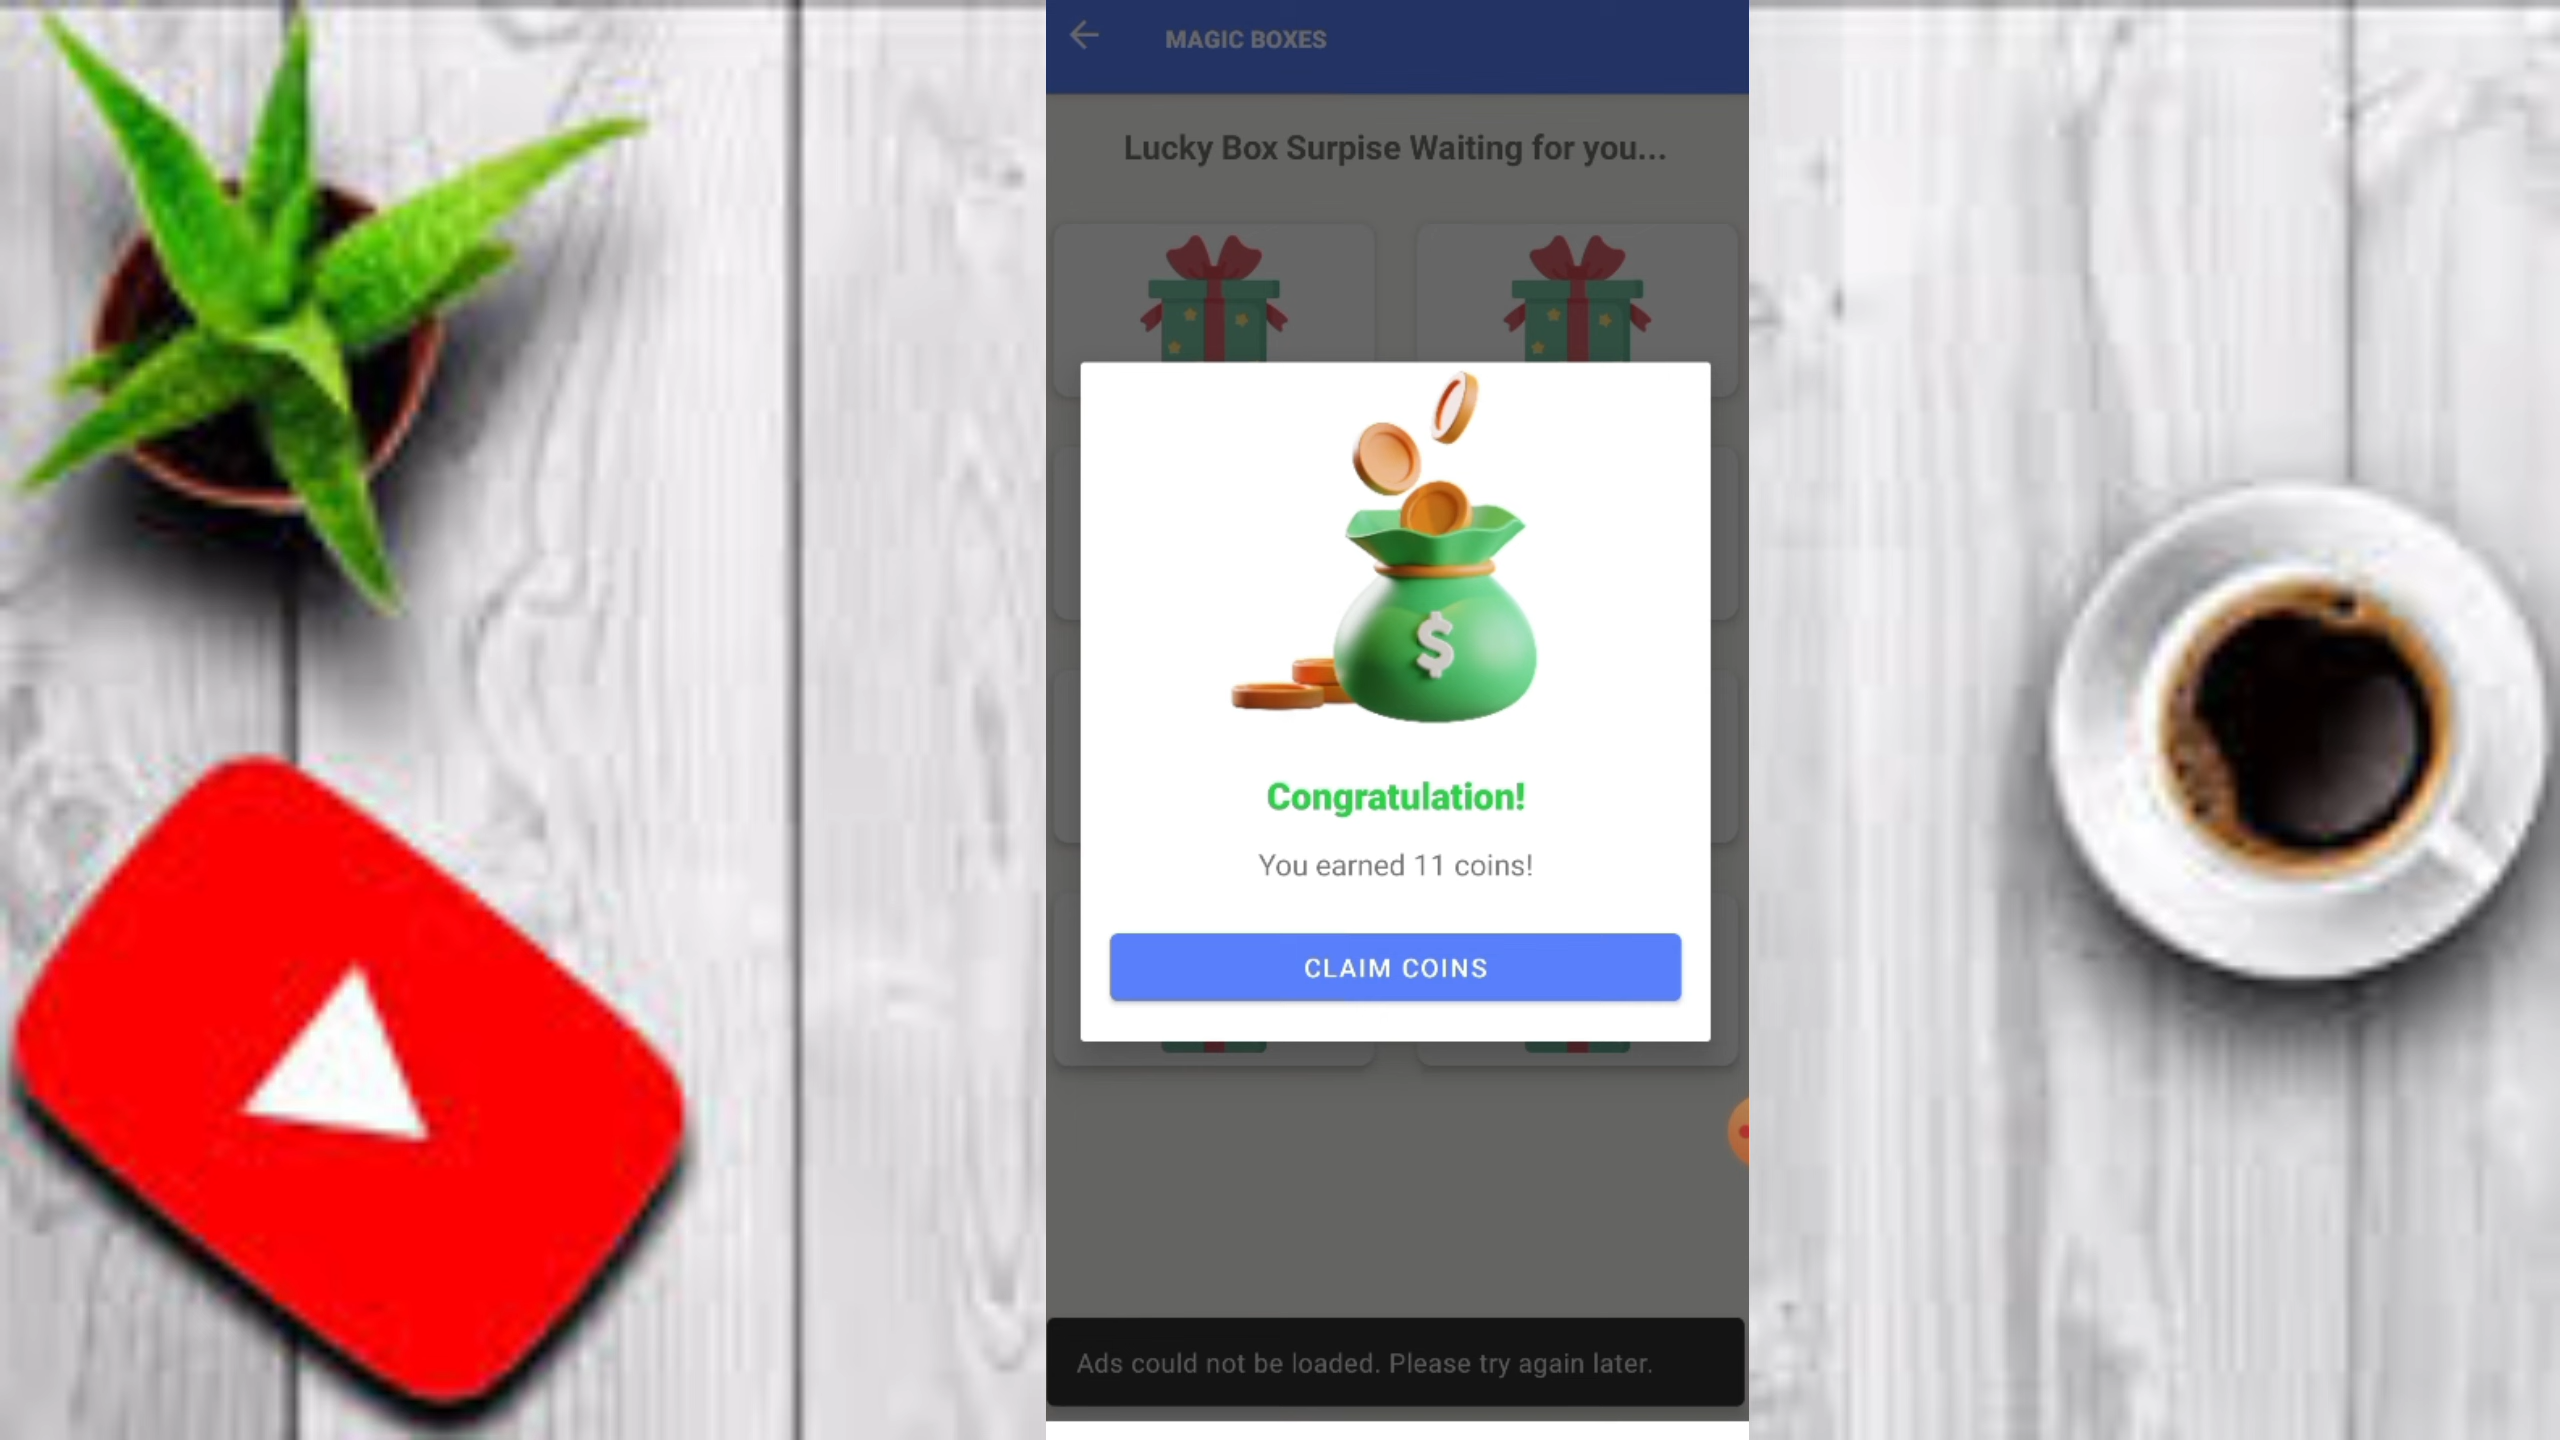 MAGIC BOXES
Lucky Box Surpise Waiting for you...
$
Congratulation!
You earned 11 coins!
CLAIM COINS
Ads could not be loaded. Please try again later.